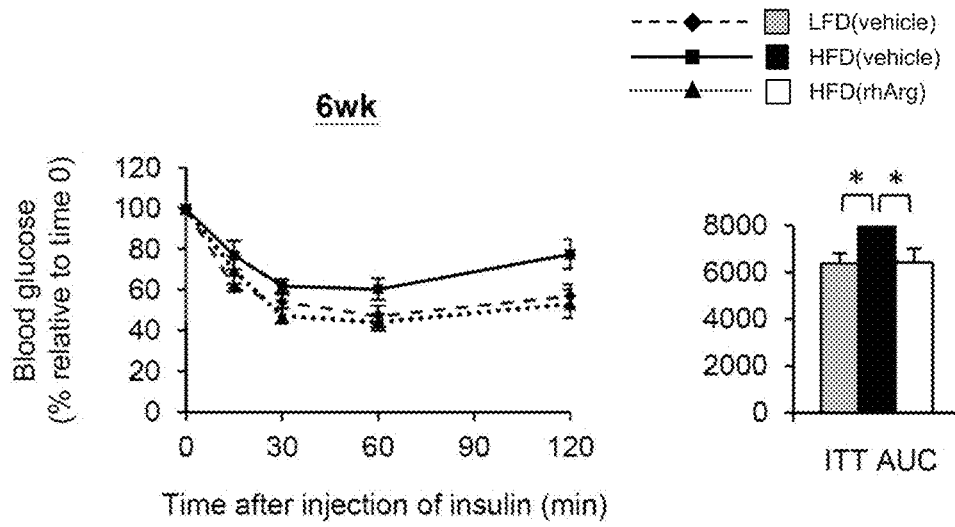 LFD(vehicle)
HFD(vehicle)
HFD(rhArg)
6wk
Blood glucose
(% relative to time 0)
120
100
80
60
40
20
0
0 30 60 90 120
Time after injection of insulin (min)
* *
8000
6000
4000
2000
0
ITT AUC